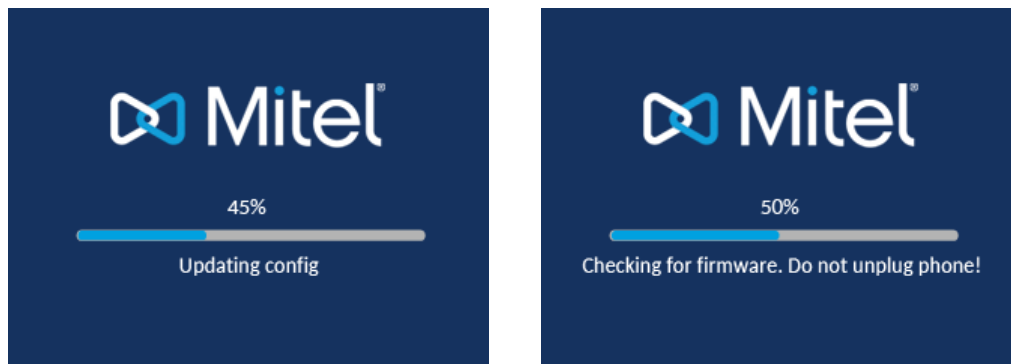 Mitel®
45%
Updating config
Mitel®
50%
Checking for firmware. Do not unplug phone!